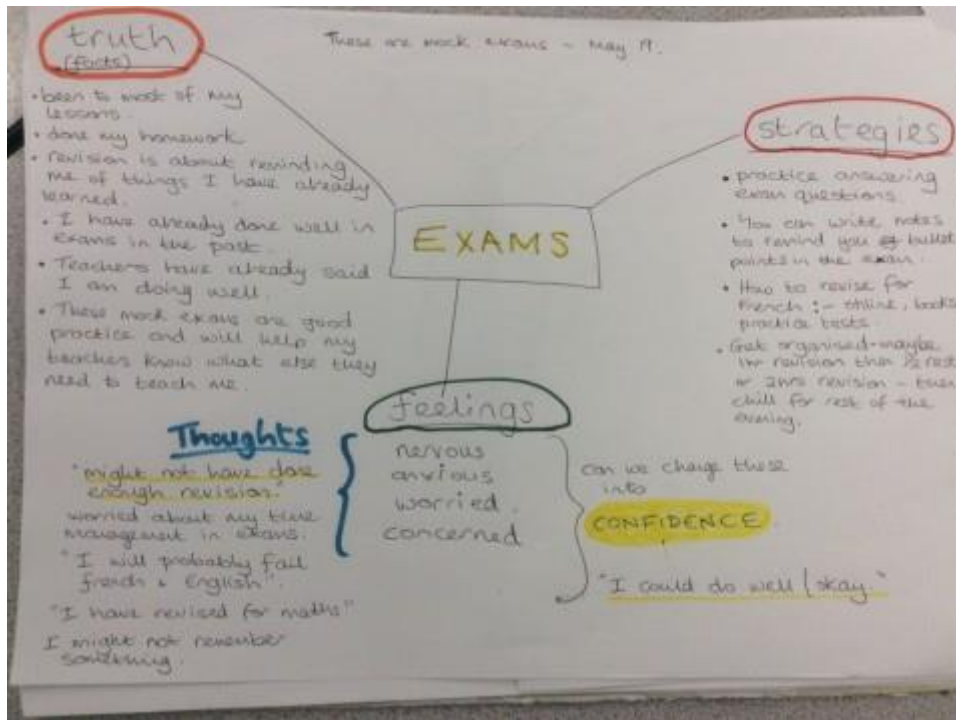 truth
(facts)
These are mock exams - May 19.
• been to most of my
lessons.
• done my homework
• revision is about reminding
me of things I have already
learned.
• I have already done well in
exams in the past.
• Teachers have already said
I am doing well.
• These mock exams are good
practice and will help my
teachers know what else they
need to teach me.
EXAMS
strategies
• practice answering
exam questions.
• You can write notes
to remind you bullet
points in the exam.
• How to revise for
French :- online, books
practice tests
• Get organised - maybe
1hr revision then 1/2 rest
or 2hrs revision - then
chill for rest of the
evening.
feelings
nervous
anxious
worried.
concerned
Thoughts
"might not have done
enough revision."
worried about my time
management in exams.
"I will probably fail
french & English".
"I have revised for maths!"
I might not remember
something.
can we change these
into
CONFIDENCE
"I could do well / okay."